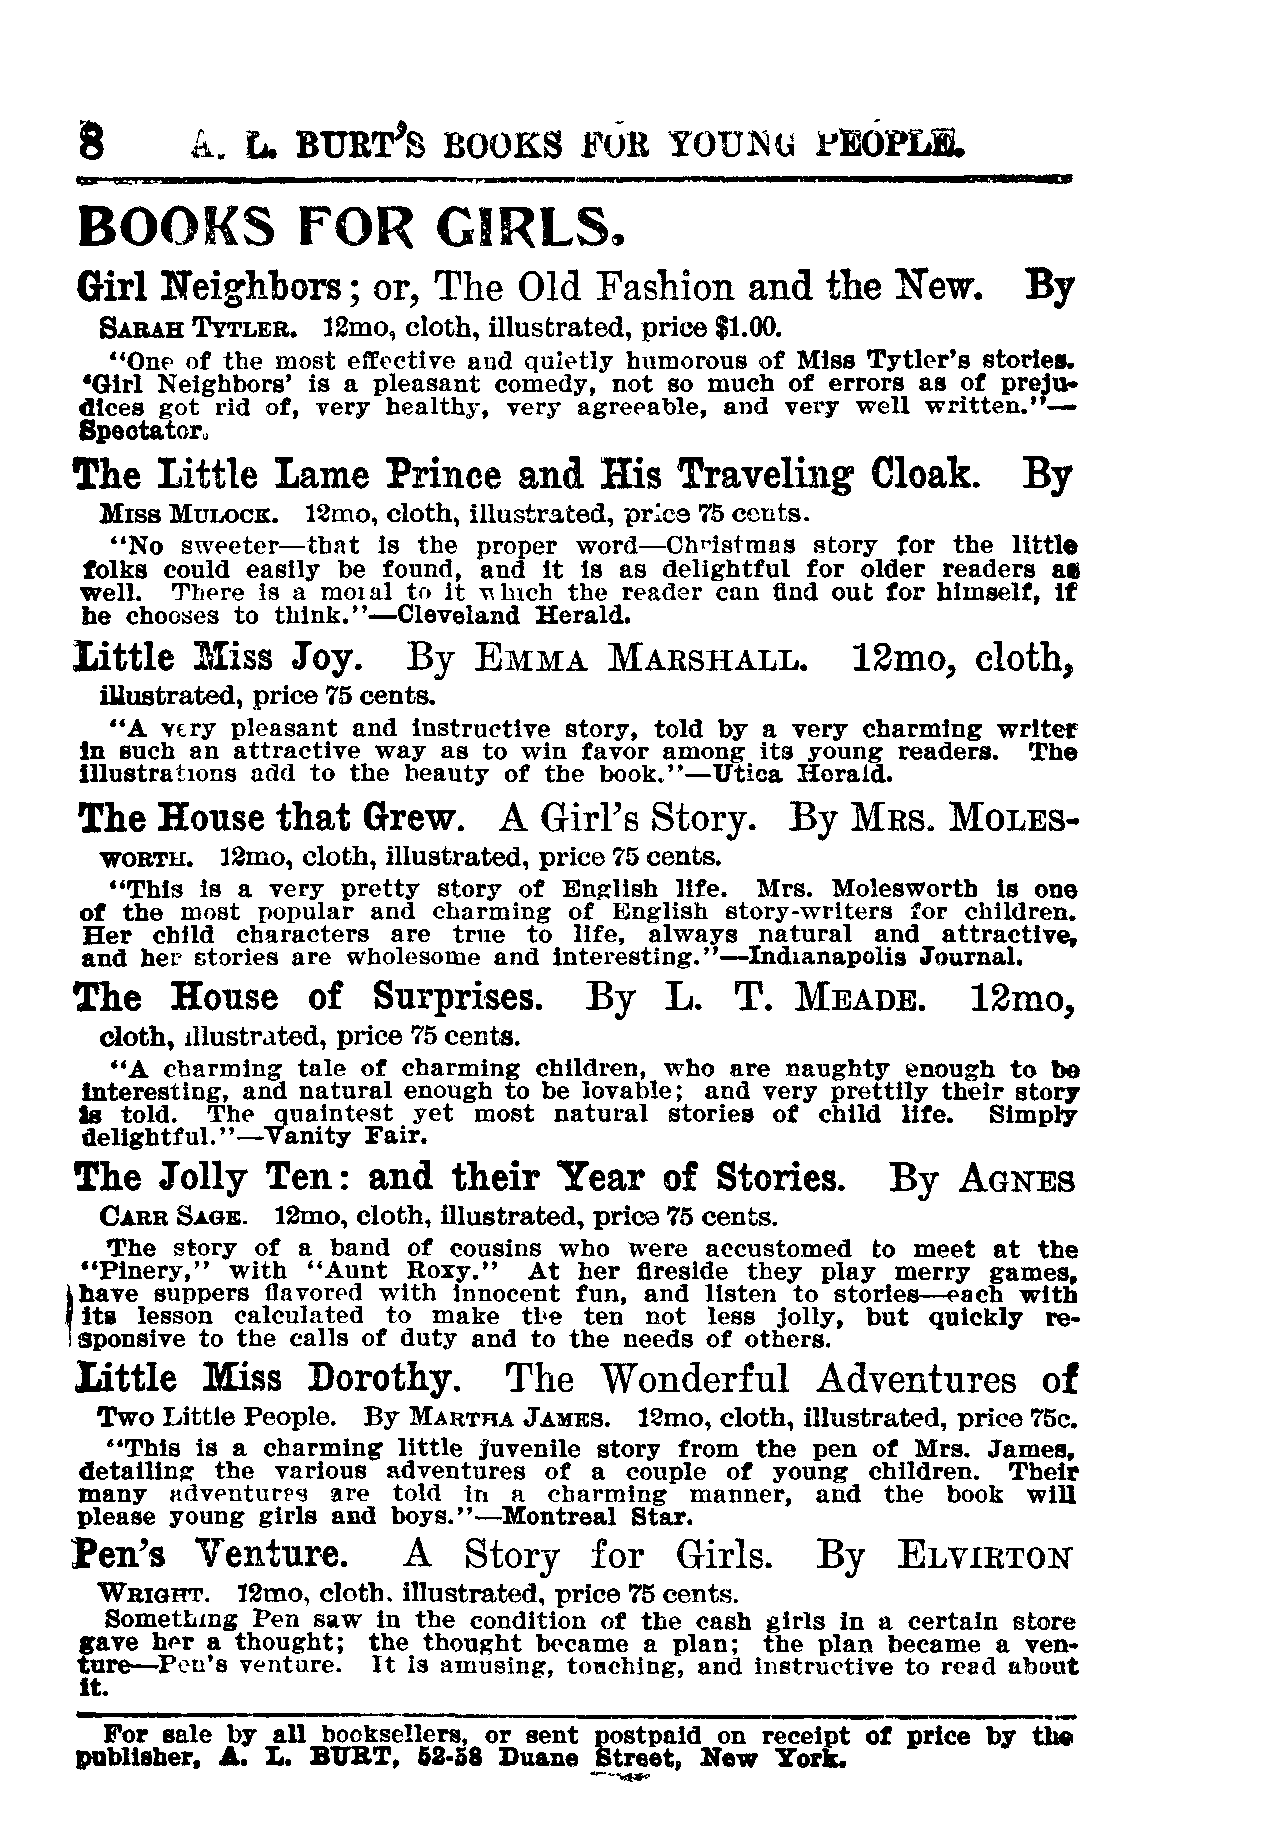 8 A. L. BURT'S BOOKS FOR YOUNG PEOPLE.
BOOKS FOR GIRLS.
Girl Neighbors; or, The Old Fashion and the New. By
SARAH TYTLER. 12mo, cloth, illustrated, price $1.00.
"One of the most effective and quietly humorous of Miss Tytler's stories.
'Girl Neighbors' is a pleasant comedy, not so much of errors as of preju-
dices got rid of, very healthy, very agreeable, and very well written."—
Spectator.
The Little Lame Prince and His Traveling Cloak. By
MISS MULOCK. 12mo, cloth, illustrated, price 75 cents.
"No sweeter—that is the proper word—Christmas story for the little
folks could easily be found, and it is as delightful for older readers as
well. There is a moral to it which the reader can find out for himself, if
he chooses to think."—Cleveland Herald.
Little Miss Joy. By EMMA MARSHALL. 12mo, cloth,
illustrated, price 75 cents.
"A very pleasant and instructive story, told by a very charming writer
in such an attractive way as to win favor among its young readers. The
illustrations add to the beauty of the book."—Utica Herald.
The House that Grew. A Girl's Story. By MRS. MOLES-
WORTH. 12mo, cloth, illustrated, price 75 cents.
"This is a very pretty story of English life. Mrs. Molesworth is one
of the most popular and charming of English story-writers for children.
Her child characters are true to life, always natural and attractive,
and her stories are wholesome and interesting."—Indianapolis Journal.
The House of Surprises. By L. T. MEADE. 12mo,
cloth, illustrated, price 75 cents.
"A charming tale of charming children, who are naughty enough to be
interesting, and natural enough to be lovable; and very prettily their story
is told. The quaintest yet most natural stories of child life. Simply
delightful."—Vanity Fair.
The Jolly Ten: and their Year of Stories. By AGNES
CARR SAGE. 12mo, cloth, illustrated, price 75 cents.
The story of a band of cousins who were accustomed to meet at the
"Pinery," with "Aunt Roxy." At her fireside they play merry games,
have suppers flavored with innocent fun, and listen to stories—each with
its lesson calculated to make the ten not less jolly, but quickly re-
sponsive to the calls of duty and to the needs of others.
Little Miss Dorothy. The Wonderful Adventures of
Two Little People. By MARTHA JAMES. 12mo, cloth, illustrated, price 75c.
"This is a charming little juvenile story from the pen of Mrs. James,
detailing the various adventures of a couple of young children. Their
many adventures are told in a charming manner, and the book will
please young girls and boys."—Montreal Star.
Pen's Venture. A Story for Girls. By ELVIRTON
WRIGHT. 12mo, cloth. illustrated, price 75 cents.
Something Pen saw in the condition of the cash girls in a certain store
gave her a thought; the thought became a plan; the plan became a ven-
ture—Pen's venture. It is amusing, touching, and instructive to read about
it.
For sale by all booksellers, or sent postpaid on receipt of price by the
publisher, A. L. BURT, 52-58 Duane Street, New York.